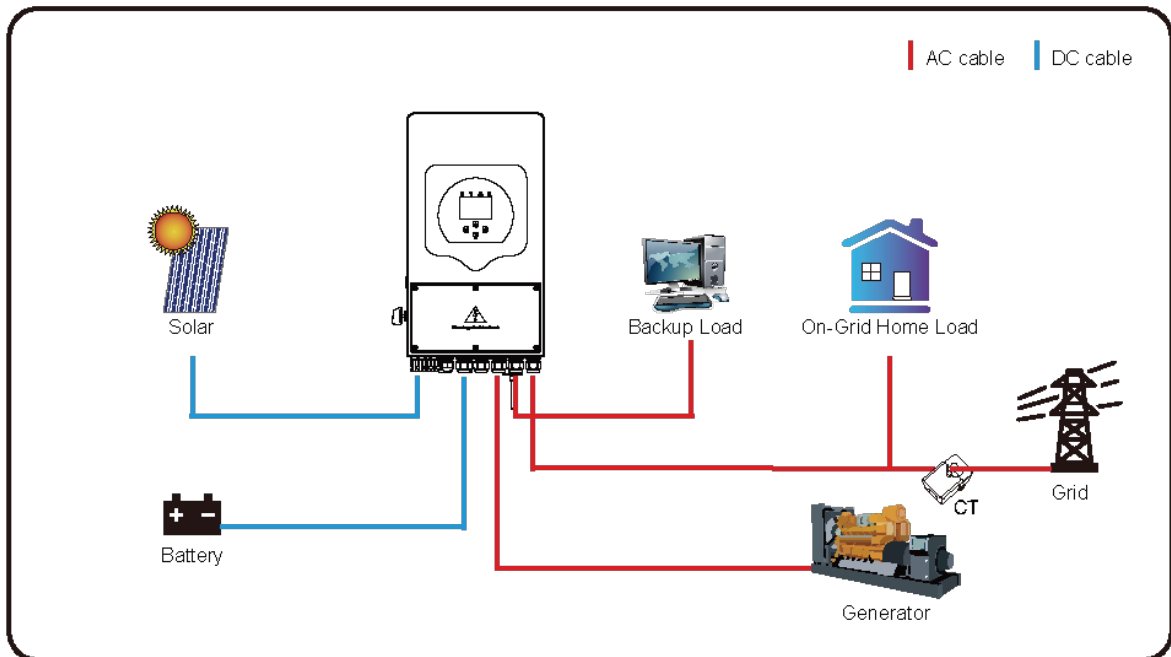 AC cable
DC cable
Solar
Backup Load
On-Grid Home Load
CT
Grid
Battery
Generator